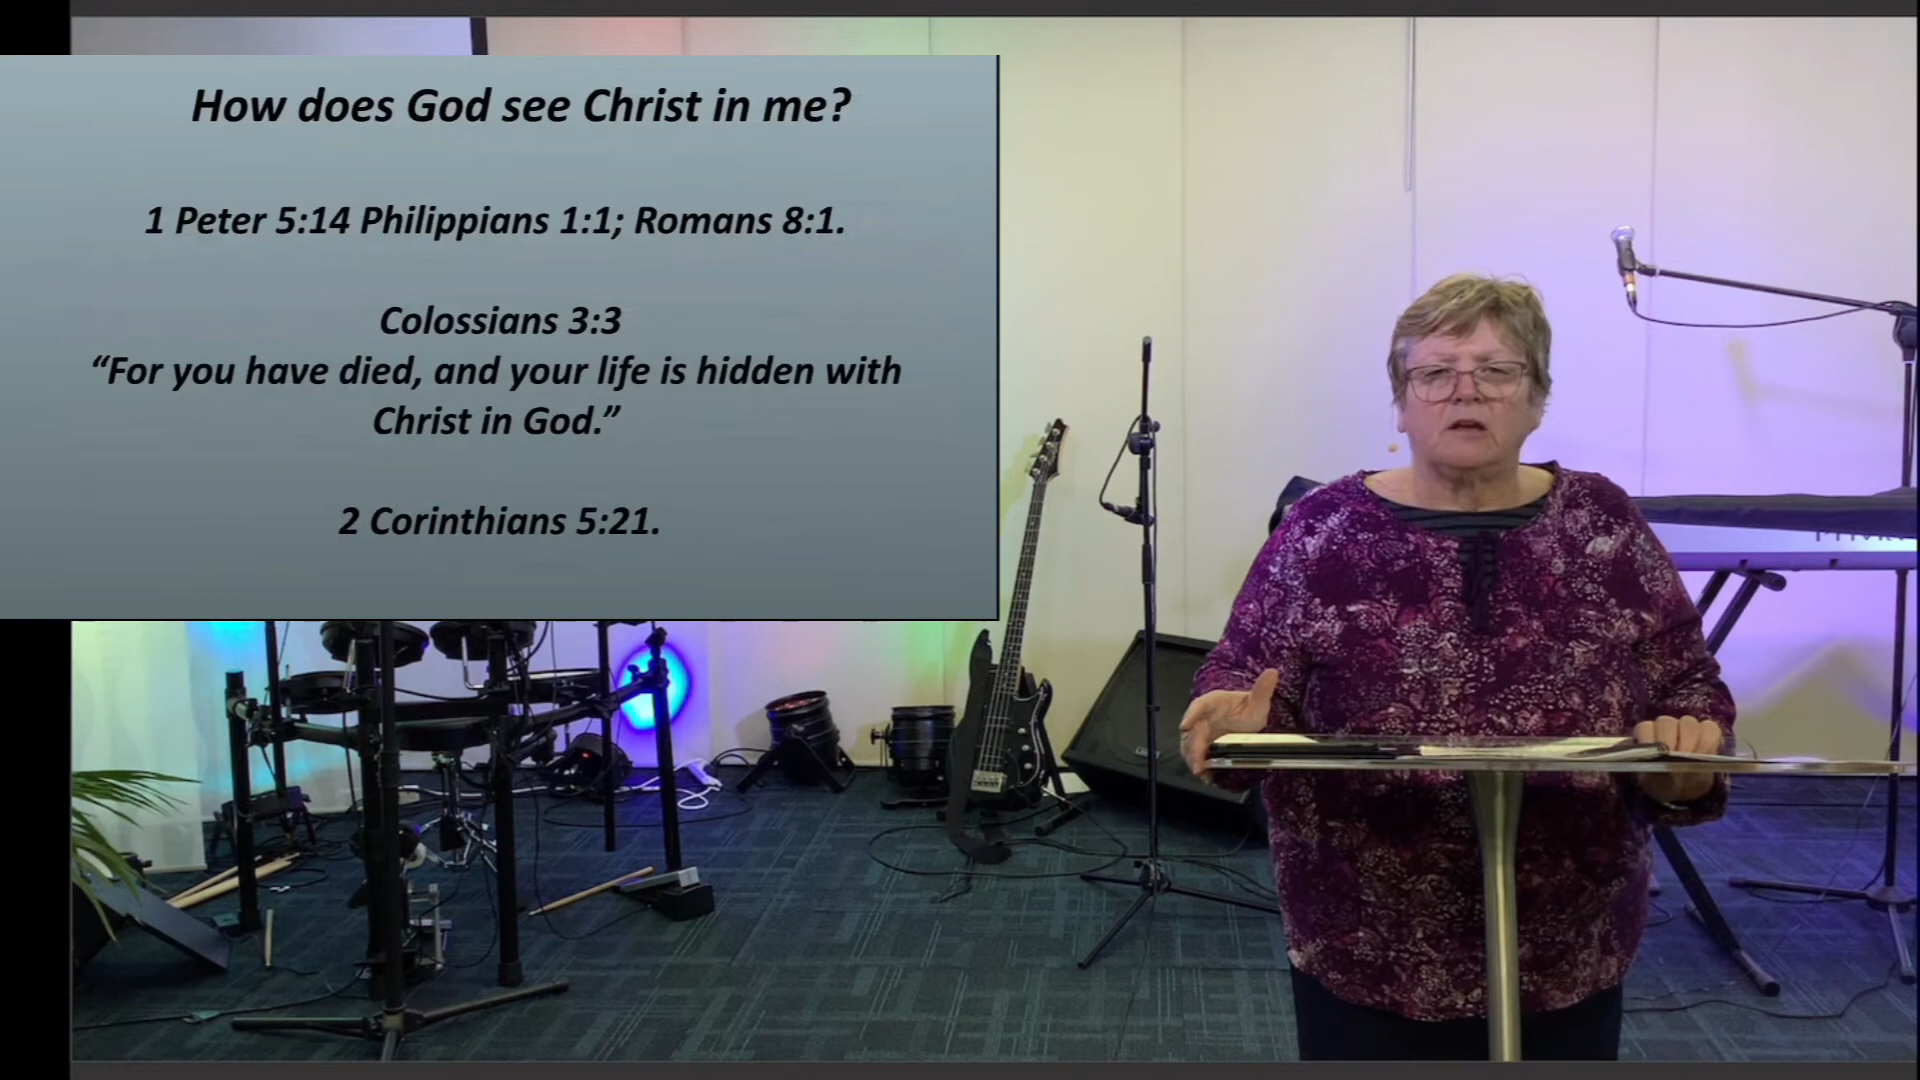 How does God see Christ in me?
1 Peter 5:14 Philippians 1:1; Romans 8:1.
Colossians 3:3
“For you have died, and your life is hidden with
Christ in God.”
2 Corinthians 5:21.